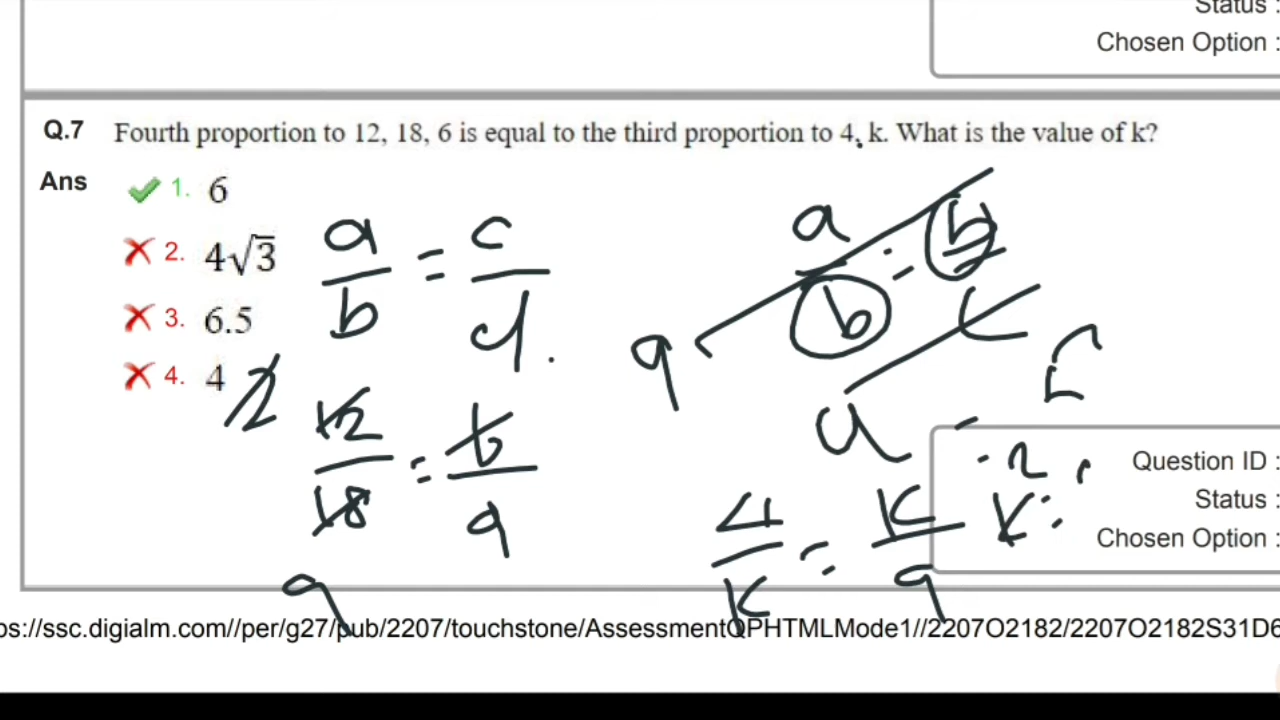 Status :
Chosen Option :
Q.7 Fourth proportion to 12, 18, 6 is equal to the third proportion to 4, k. What is the value of k?
Ans 1. 6
2. 4√3
3. 6.5
4. 4
a/b = c/d.
a/b = b/c
12/18 = 6/9
2
9
9
4/k = k/9
Question ID :
Status :
Chosen Option :
ps://ssc.digialm.com//per/g27/pub/2207/touchstone/AssessmentQPHTMLMode1//2207O2182/2207O2182S31D6